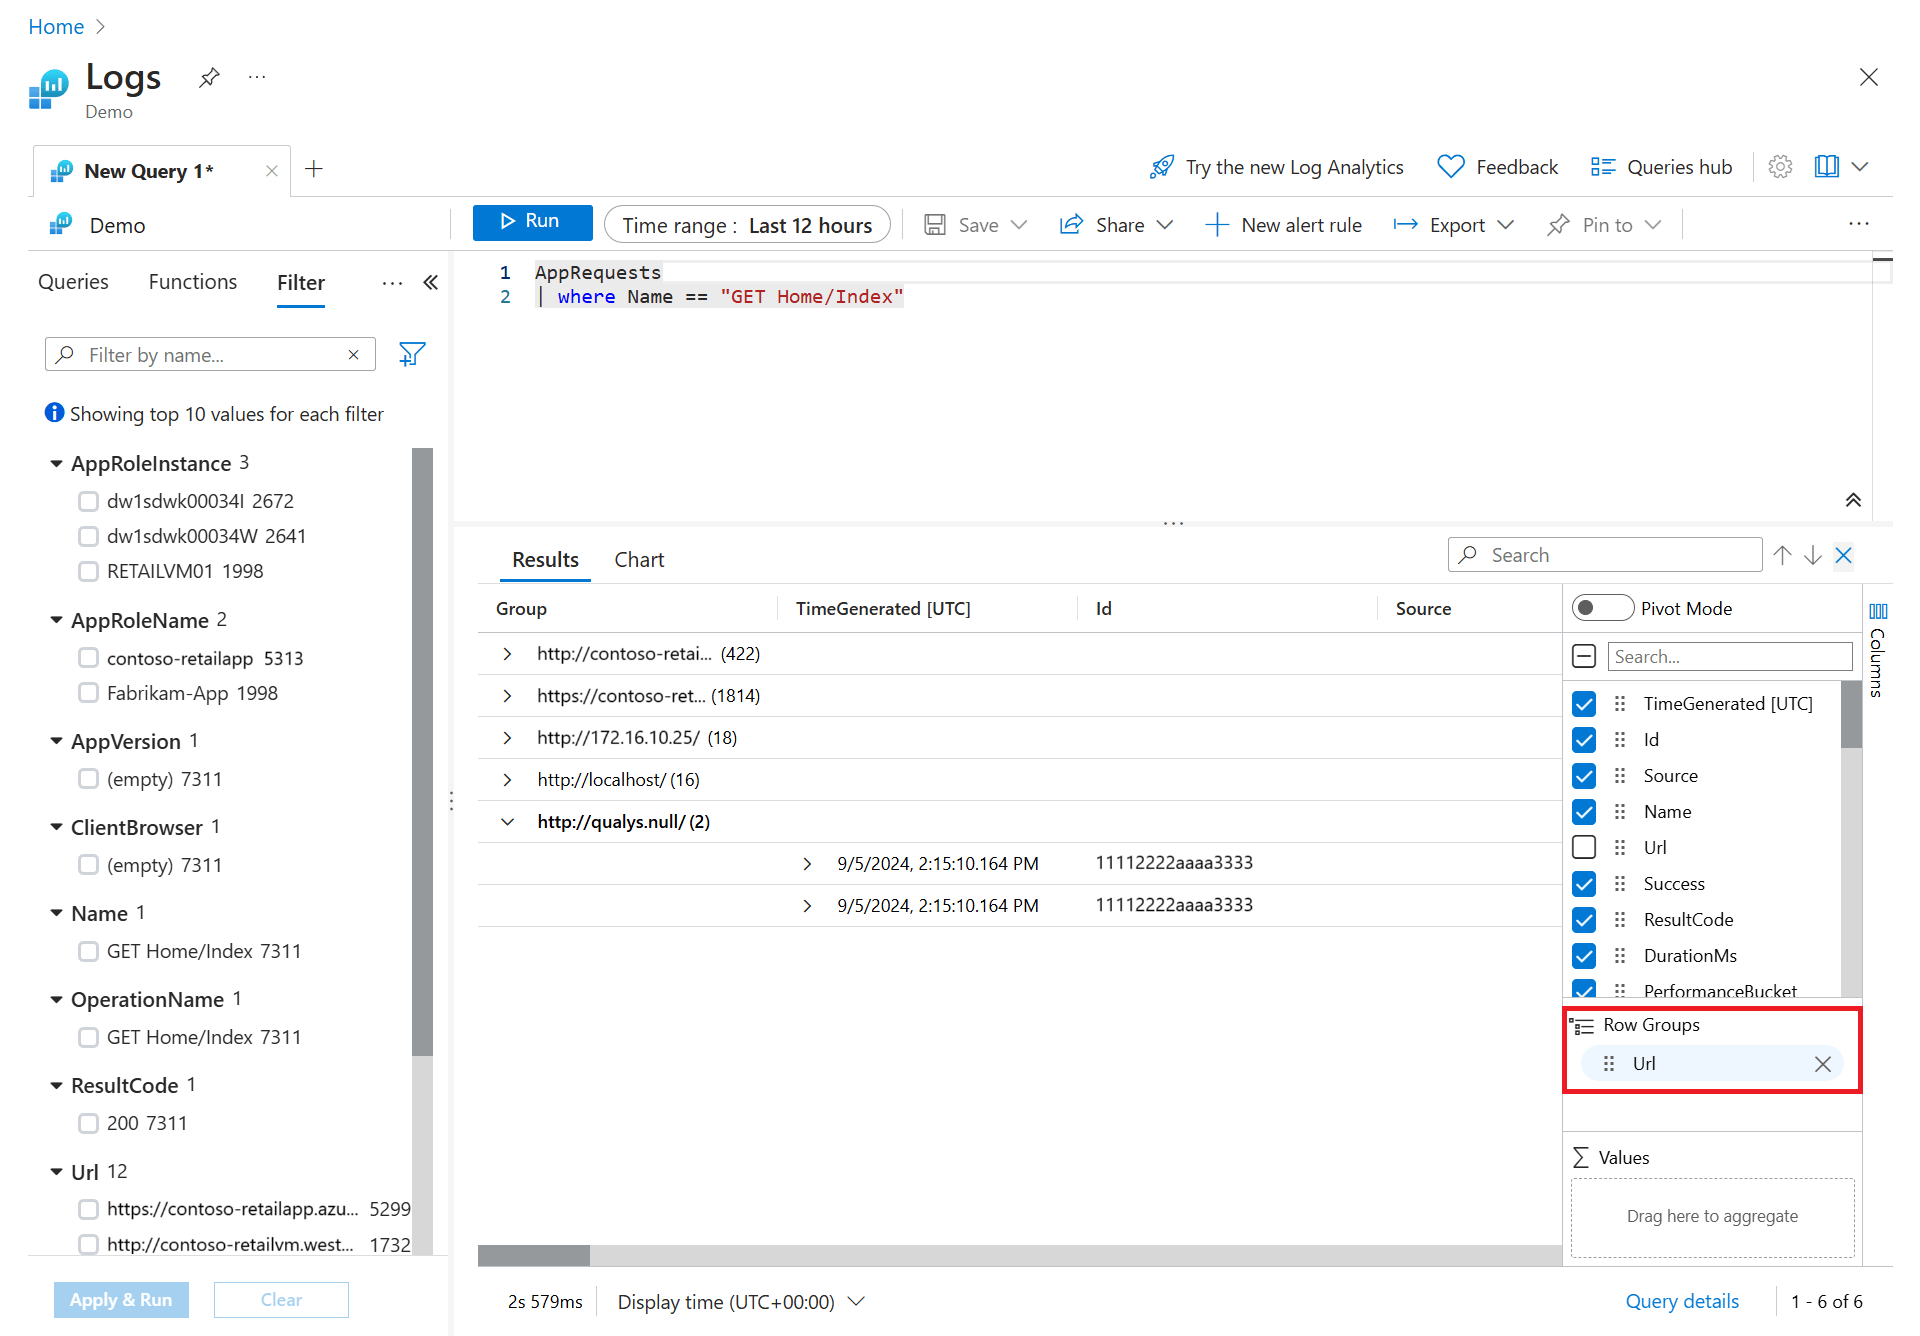 Home
Logs
Demo
New Query 1*
Try the new Log Analytics
Feedback
Queries hub
Demo
Run
Time range : Last 12 hours
Save
Share
New alert rule
Export
Pin to
Queries
Functions
Filter
Filter by name...
Showing top 10 values for each filter
AppRoleInstance 3
dw1sdwk00034I 2672
dw1sdwk00034W 2641
RETAILVM01 1998
AppRoleName 2
contoso-retailapp 5313
Fabrikam-App 1998
AppVersion 1
(empty) 7311
ClientBrowser 1
(empty) 7311
Name 1
GET Home/Index 7311
OperationName 1
GET Home/Index 7311
ResultCode 1
200 7311
Url 12
https://contoso-retailapp.azu... 5299
http://contoso-retailvm.west... 1732
Apply & Run
Clear
1 AppRequests
2 | where Name == "GET Home/Index"
Results
Chart
Search
Group
TimeGenerated [UTC]
Id
Source
http://contoso-retai... (422)
https://contoso-ret... (1814)
http://172.16.10.25/ (18)
http://localhost/ (16)
http://qualys.null/ (2)
9/5/2024, 2:15:10.164 PM 11112222aaaa3333
9/5/2024, 2:15:10.164 PM 11112222aaaa3333
Pivot Mode
Search...
TimeGenerated [UTC]
Id
Source
Name
Url
Success
ResultCode
DurationMs
PerformanceBucket
Columns
Row Groups
Url
Values
Drag here to aggregate
2s 579ms
Display time (UTC+00:00)
Query details
1 - 6 of 6